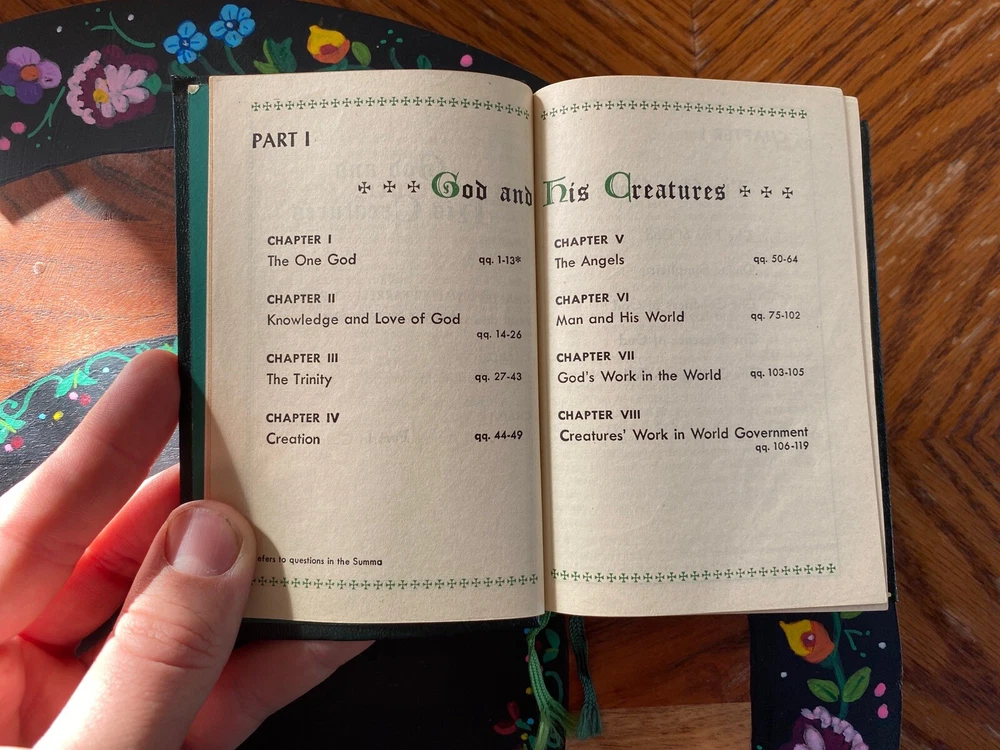 PART I
God and His Creatures
CHAPTER I
The One God qq. 1-13*
CHAPTER II
Knowledge and Love of God
qq. 14-26
CHAPTER III
The Trinity qq. 27-43
CHAPTER IV
Creation qq. 44-49
efers to questions in the Summa
CHAPTER V
The Angels qq. 50-64
CHAPTER VI
Man and His World qq. 75-102
CHAPTER VII
God's Work in the World qq. 103-105
CHAPTER VIII
Creatures' Work in World Government
qq. 106-119